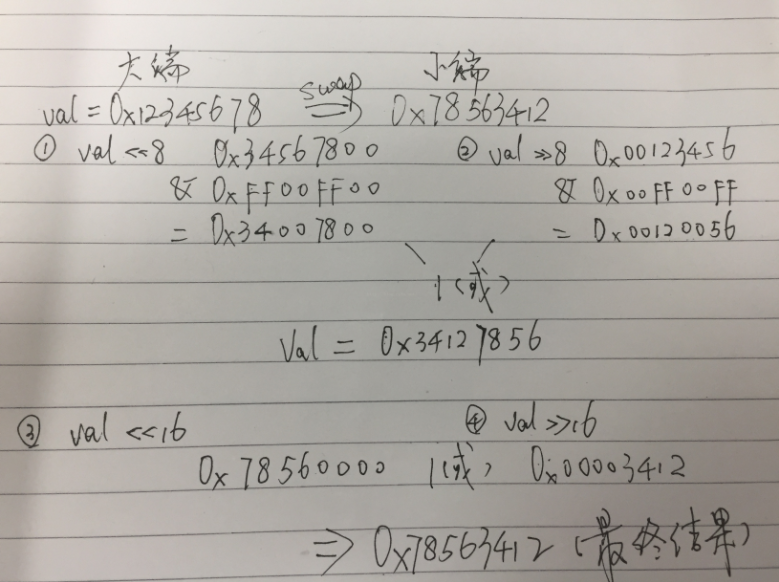 大端 swap 小端
val = 0x12345678 ⇒ 0x78563412
① val <<8 0x34567800 ② val >>8 0x00123456
& 0xFF00FF00 & 0x00FF00FF
= 0x34007800 = 0x00120056
|(或)
Val = 0x34127856
③ val <<16 ④ val >>16
0x78560000 |(或) 0x00003412
⇒ 0x78563412(最终结果)